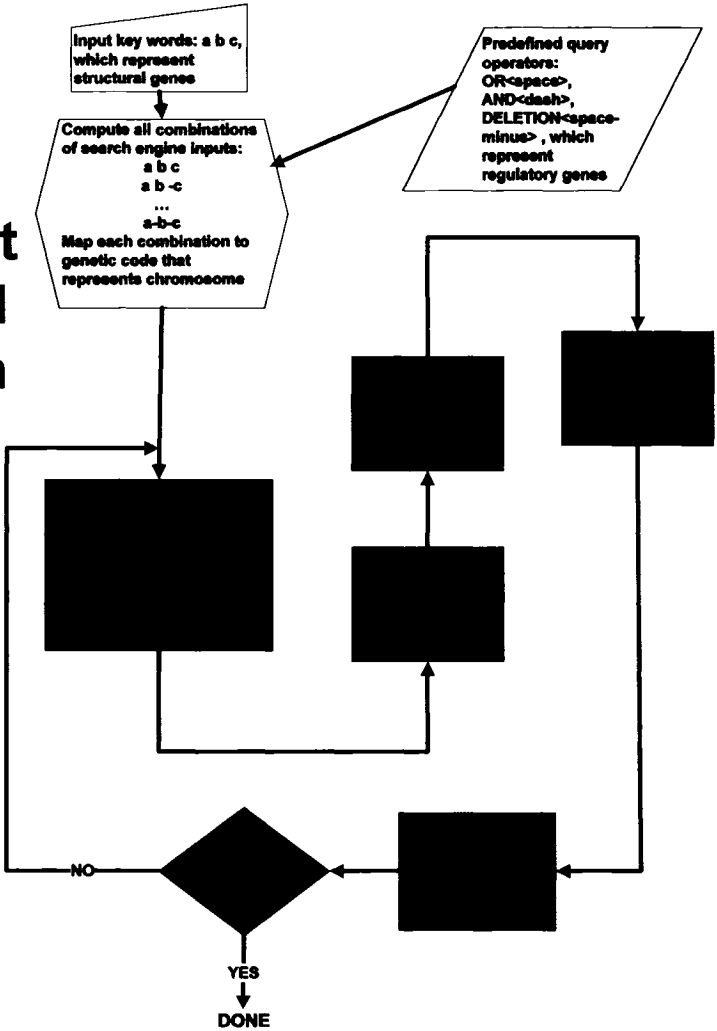 Input key words: a b c,
which represent
structural genes
Predefined query
operators:
OR<space>,
AND<dash>,
DELETION<space-
minus> , which
represent
regulatory genes
Compute all combinations
of search engine inputs:
a b c
a b -c
...
a-b-c
Map each combination to
genetic code that
represents chromosome
NO
YES
DONE